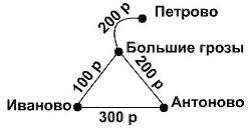 200 р
Петрово
Большие грозы
100 р
200 р
Иваново
Антоново
300 р